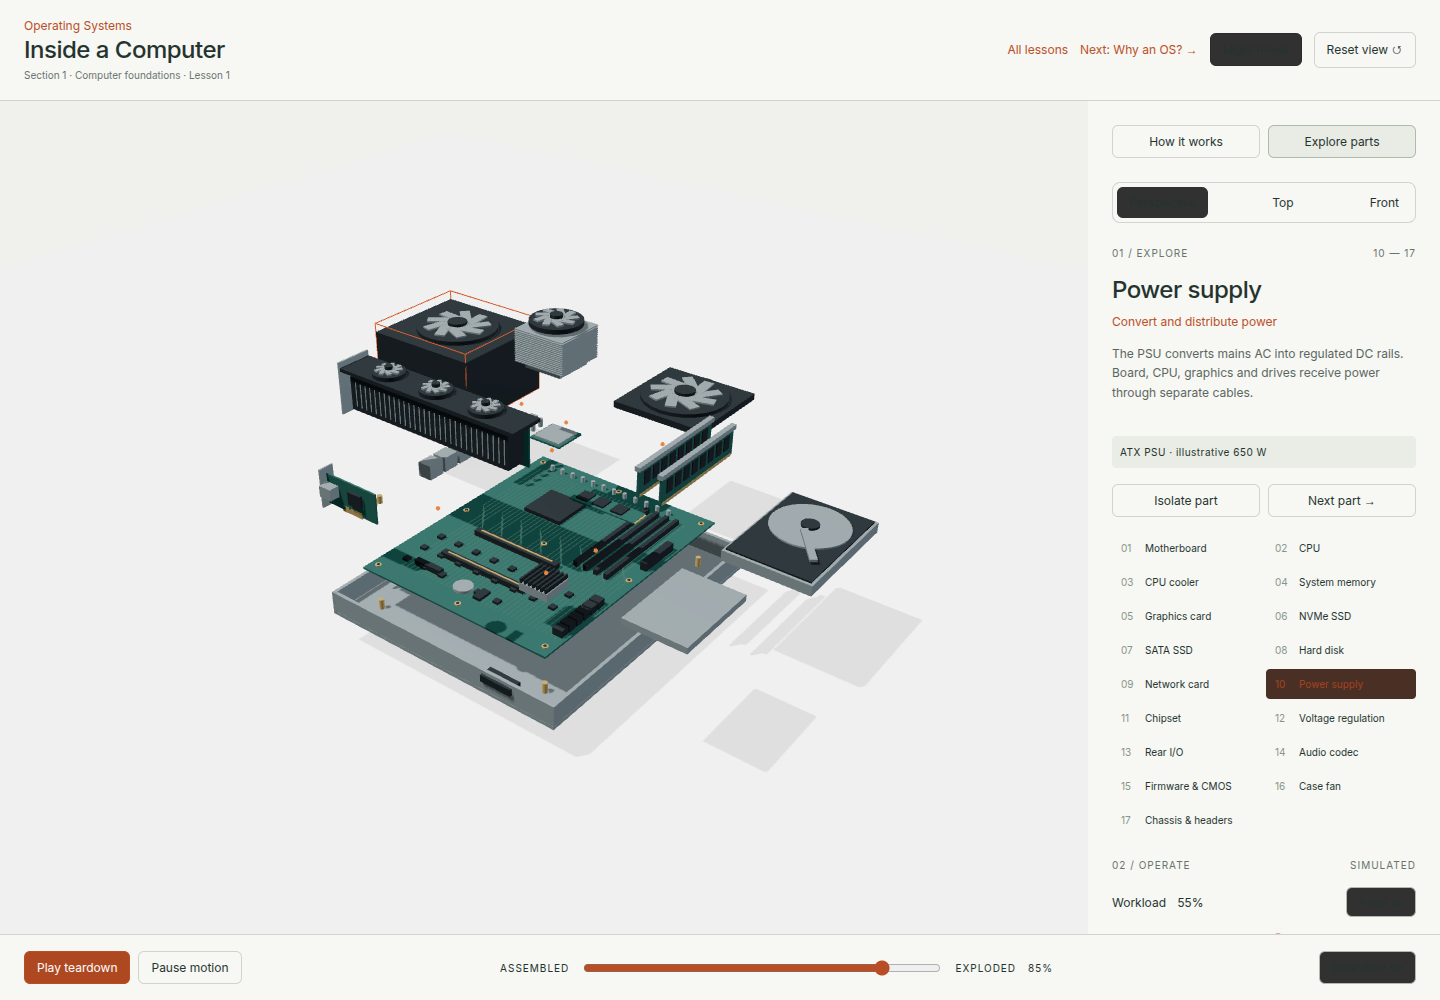 Operating Systems
Inside a Computer
Section 1 · Computer foundations · Lesson 1
All lessons
Next: Why an OS? →
Reset view ↺
How it works
Explore parts
Top
Front
01 / EXPLORE
10 — 17
Power supply
Convert and distribute power
The PSU converts mains AC into regulated DC rails.
Board, CPU, graphics and drives receive power
through separate cables.
ATX PSU · illustrative 650 W
Isolate part
Next part →
01 Motherboard
02 CPU
03 CPU cooler
04 System memory
05 Graphics card
06 NVMe SSD
07 SATA SSD
08 Hard disk
09 Network card
10 Power supply
11 Chipset
12 Voltage regulation
13 Rear I/O
14 Audio codec
15 Firmware & CMOS
16 Case fan
17 Chassis & headers
02 / OPERATE
SIMULATED
Workload 55%
Play teardown
Pause motion
ASSEMBLED
EXPLODED 85%